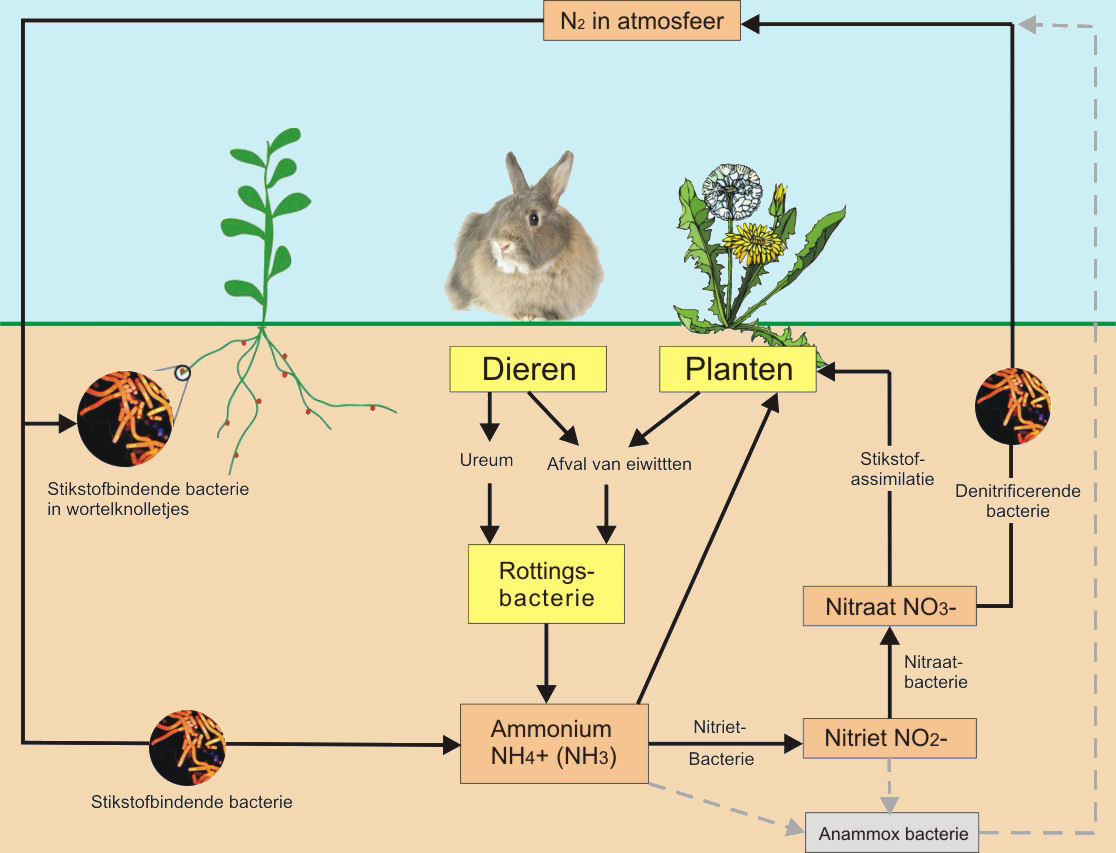 N2 in atmosfeer
Dieren
Planten
Ureum
Afval van eiwittten
Stikstof-
assimilatie
Denitrificerende
bacterie
Stikstofbindende bacterie
in wortelknolletjes
Rottings-
bacterie
Nitraat NO3-
Nitraat-
bacterie
Ammonium
NH4+ (NH3)
Nitriet-
Bacterie
Nitriet NO2-
Stikstofbindende bacterie
Anammox bacterie